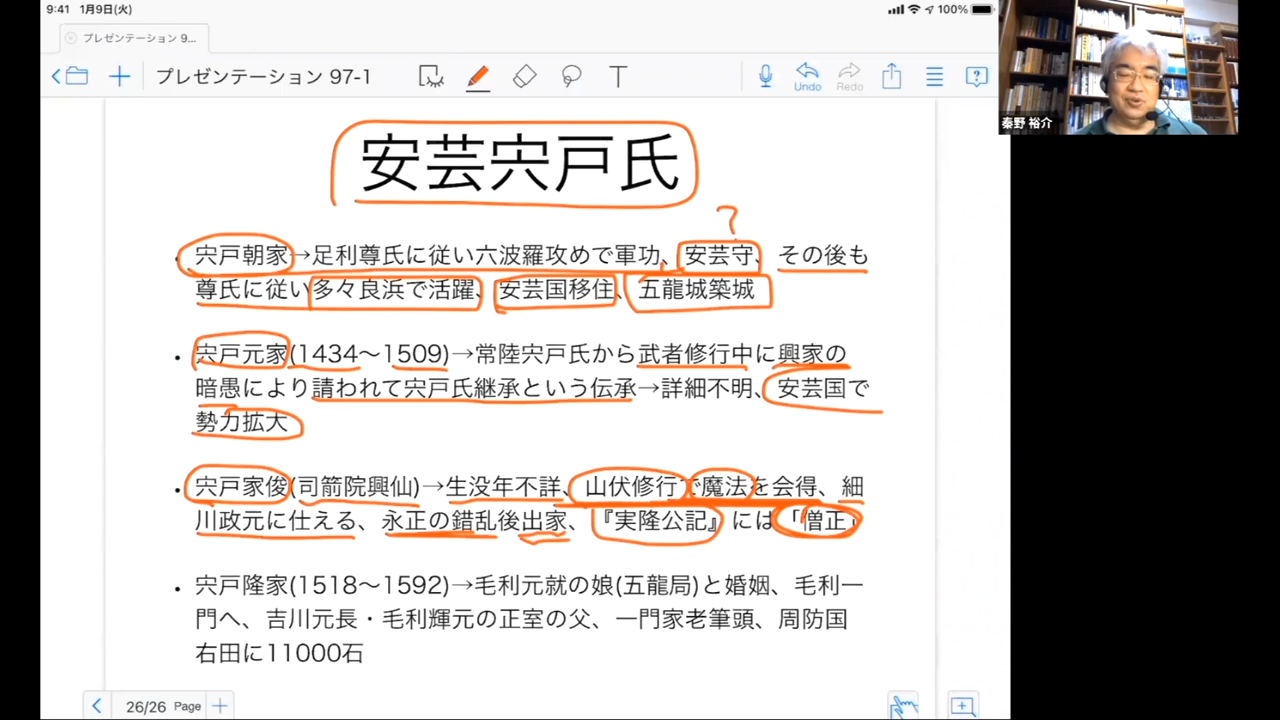 9:41 1月9日(火)
100%
プレゼンテーション 9...
プレゼンテーション 97-1
T
Undo
Redo
?
秦野 裕介
安芸宍戸氏
?
・宍戸朝家→足利尊氏に従い六波羅攻めで軍功、安芸守、その後も
尊氏に従い多々良浜で活躍、安芸国移住、五龍城築城
・宍戸元家(1434〜1509)→常陸宍戸氏から武者修行中に興家の
暗愚により請われて宍戸氏継承という伝承→詳細不明、安芸国で
勢力拡大
・宍戸家俊(司箭院興仙)→生没年不詳、山伏修行で魔法を会得、細
川政元に仕える、永正の錯乱後出家、『実隆公記』には「僧正」
・宍戸隆家(1518〜1592)→毛利元就の娘(五龍局)と婚姻、毛利一
門へ、吉川元長・毛利輝元の正室の父、一門家老筆頭、周防国
右田に11000石
26/26 Page